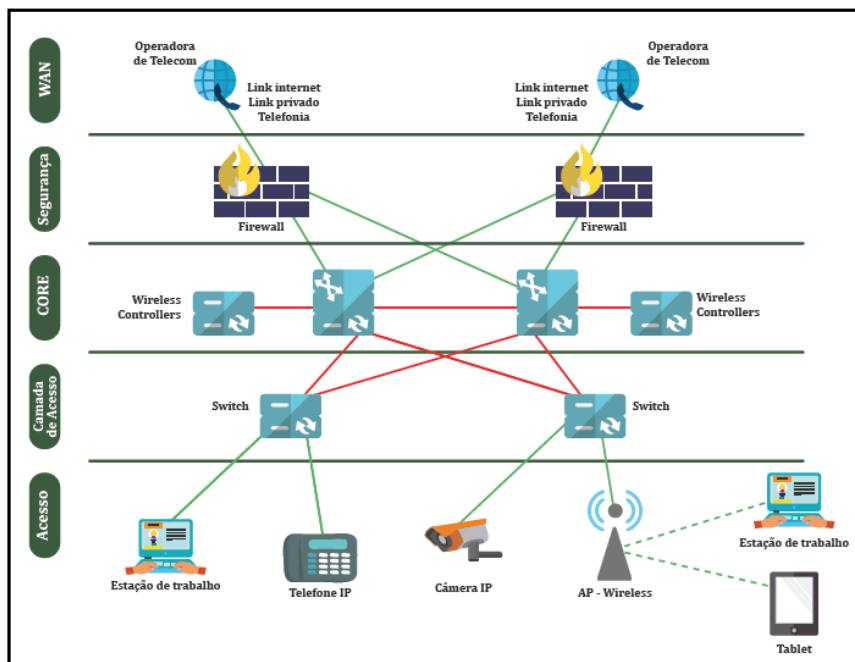 WAN
Operadora
de Telecom
Link internet
Link privado
Telefonia
Operadora
de Telecom
Link internet
Link privado
Telefonia
Segurança
Firewall
Firewall
CORE
Wireless
Controllers
Wireless
Controllers
Camada
de Acesso
Switch
Switch
Acesso
Estação de trabalho
Telefone IP
Câmera IP
AP - Wireless
Estação de trabalho
Tablet